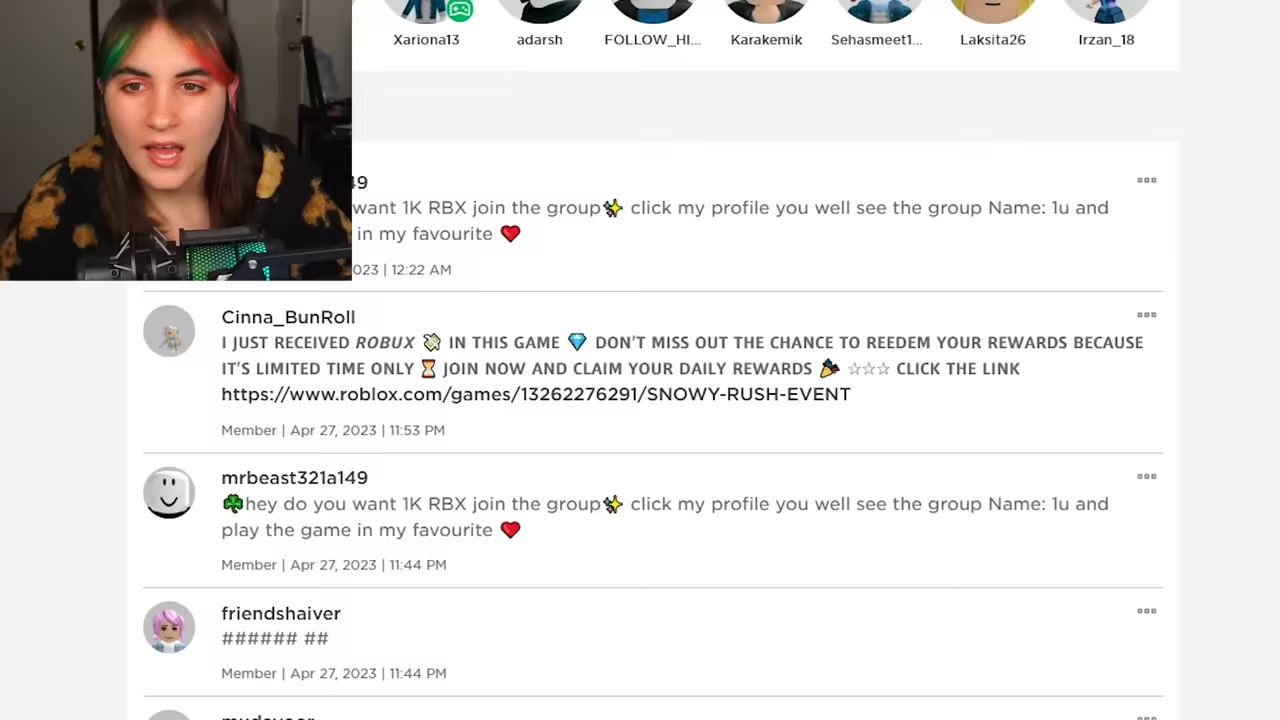 Xariona13 adarsh FOLLOW_HI... Karakemik Sehasmeet1... Laksita26 Irzan_18
49
want 1K RBX join the group✨ click my profile you well see the group Name: 1u and
in my favourite ❤️
023 | 12:22 AM
Cinna_BunRoll
I JUST RECEIVED ROBUX 💸 IN THIS GAME 💎 DON'T MISS OUT THE CHANCE TO REEDEM YOUR REWARDS BECAUSE
IT'S LIMITED TIME ONLY ⏳ JOIN NOW AND CLAIM YOUR DAILY REWARDS 🎉 ☆☆☆ CLICK THE LINK
https://www.roblox.com/games/13262276291/SNOWY-RUSH-EVENT
Member | Apr 27, 2023 | 11:53 PM
mrbeast321a149
🍀hey do you want 1K RBX join the group✨ click my profile you well see the group Name: 1u and
play the game in my favourite ❤️
Member | Apr 27, 2023 | 11:44 PM
friendshaiver
###### ##
Member | Apr 27, 2023 | 11:44 PM